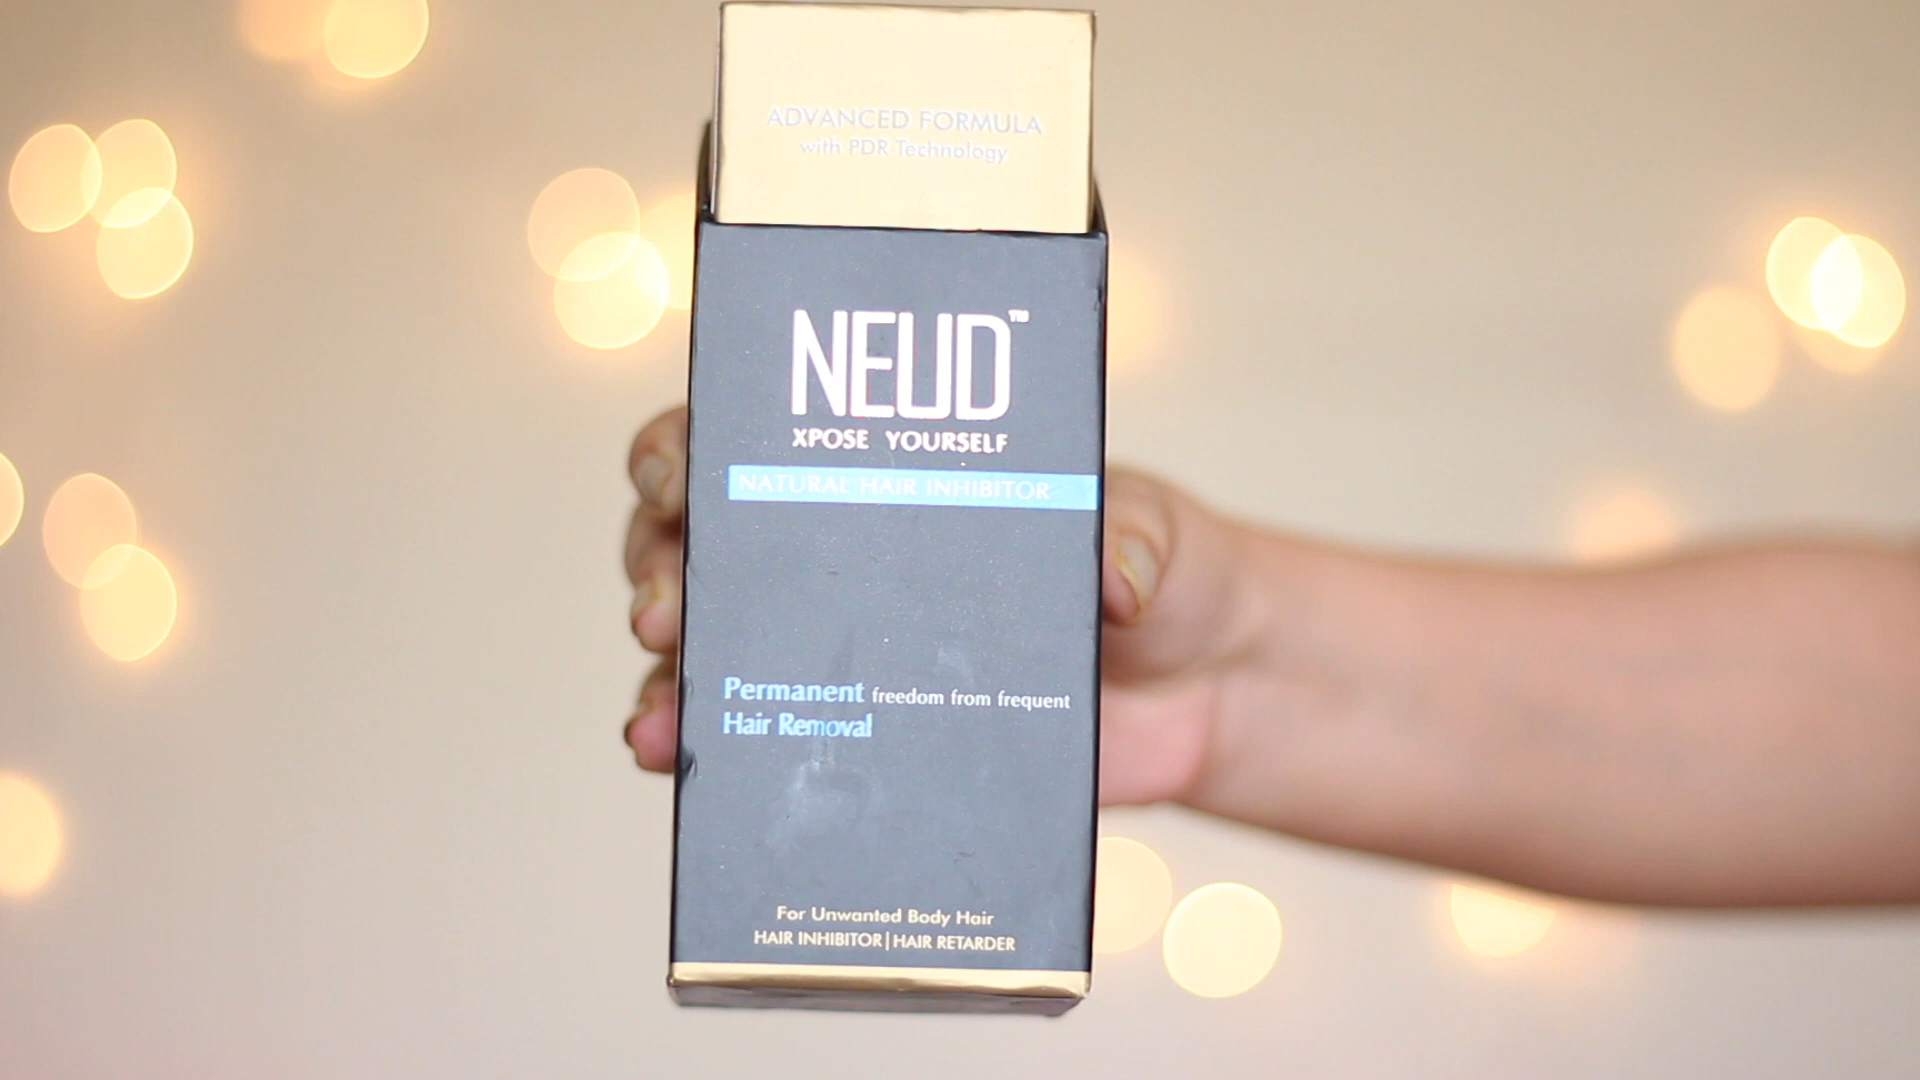 ADVANCED FORMULA
with PDR Technology
NEUD™
XPOSE YOURSELF
NATURAL HAIR INHIBITOR
Permanent freedom from frequent
Hair Removal
For Unwanted Body Hair
HAIR INHIBITOR|HAIR RETARDER